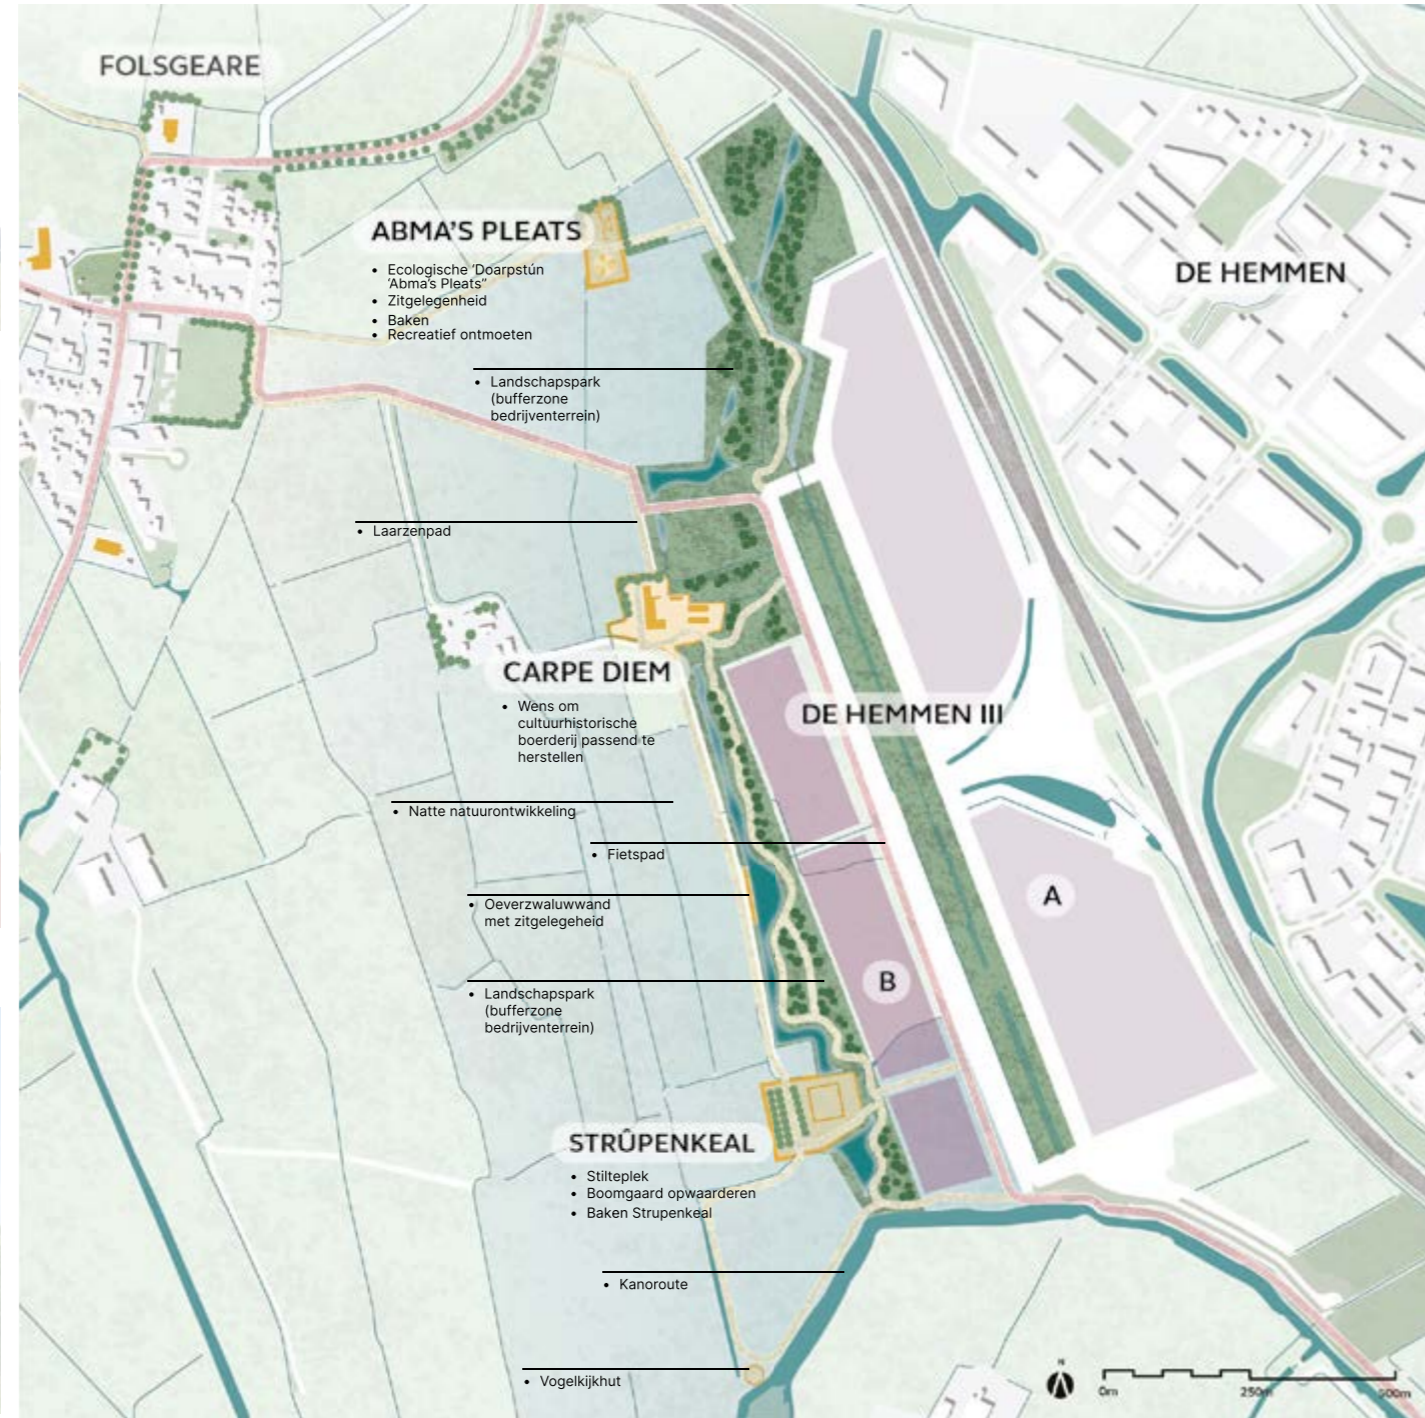 FOLSGEARE
ABMA'S PLEATS
• Ecologische 'Doarpstún
'Abma's Pleats"
• Zitgelegenheid
• Baken
• Recreatief ontmoeten
DE HEMMEN
• Landschapspark
(bufferzone
bedrijventerrein)
• Laarzenpad
CARPE DIEM
• Wens om
cultuurhistorische
boerderij passend te
herstellen
DE HEMMEN III
• Natte natuurontwikkeling
• Fietspad
A
• Oeverzwaluwwand
met zitgelegeheid
B
• Landschapspark
(bufferzone
bedrijventerrein)
STRÛPENKEAL
• Stilteplek
• Boomgaard opwaarderen
• Baken Strupenkeal
• Kanoroute
• Vogelkijkhut
N
0m
250m
500m